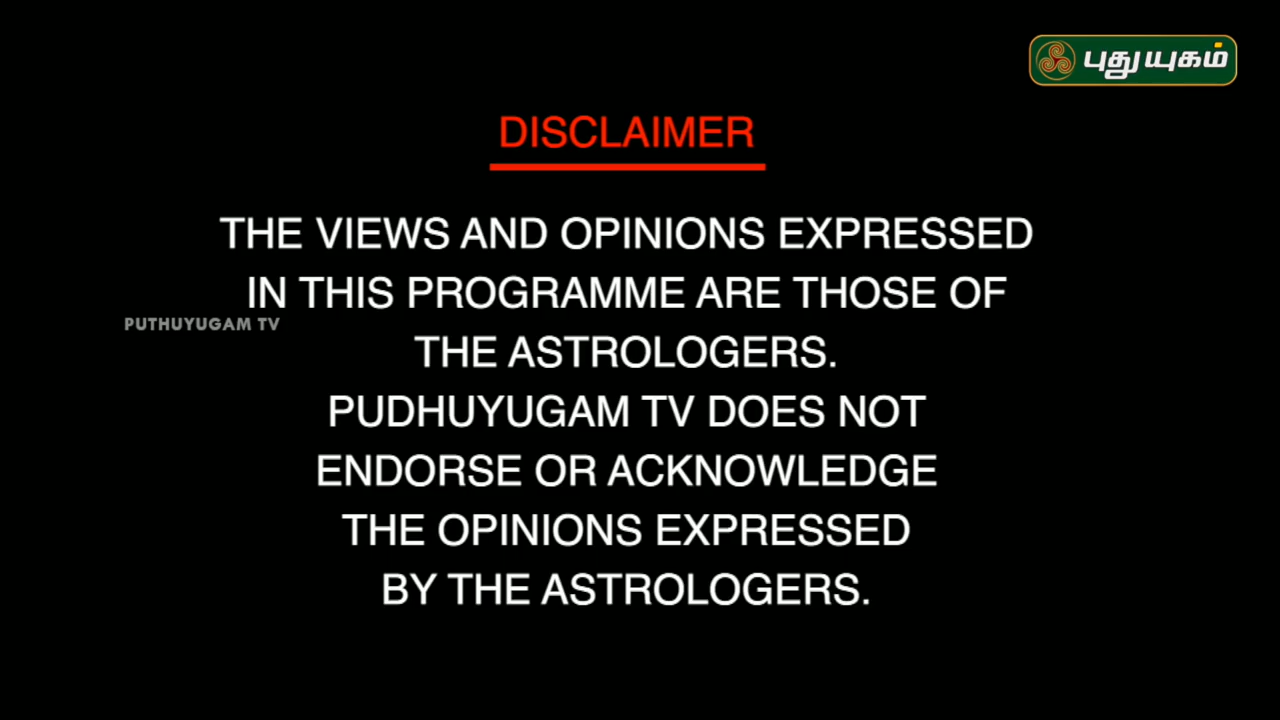 புதுயுகம்
DISCLAIMER
THE VIEWS AND OPINIONS EXPRESSED
IN THIS PROGRAMME ARE THOSE OF
PUTHUYUGAM TV
THE ASTROLOGERS.
PUDHUYUGAM TV DOES NOT
ENDORSE OR ACKNOWLEDGE
THE OPINIONS EXPRESSED
BY THE ASTROLOGERS.